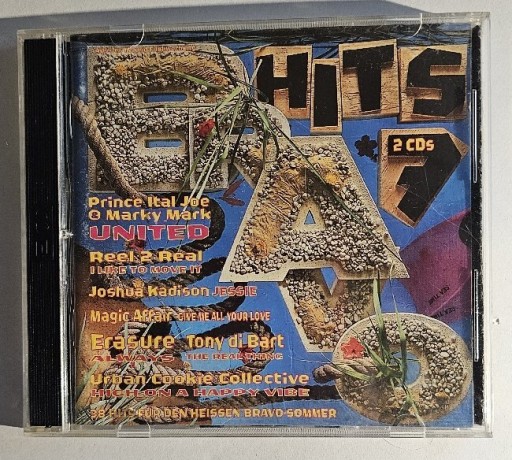 BRAVO
HITS
7
2 CDs
Prince Ital Joe
& Marky Mark
UNITED
Reel 2 Real
I LIKE TO MOVE IT
Joshua Kadison JESSIE
Magic Affair GIVE ME ALL YOUR LOVE
Erasure Tony di Bart
ALWAYS THE REAL THING
Urban Cookie Collective
HIGH ON A HAPPY VIBE
38 HITS FÜR DEN HEISSEN BRAVO-SOMMER